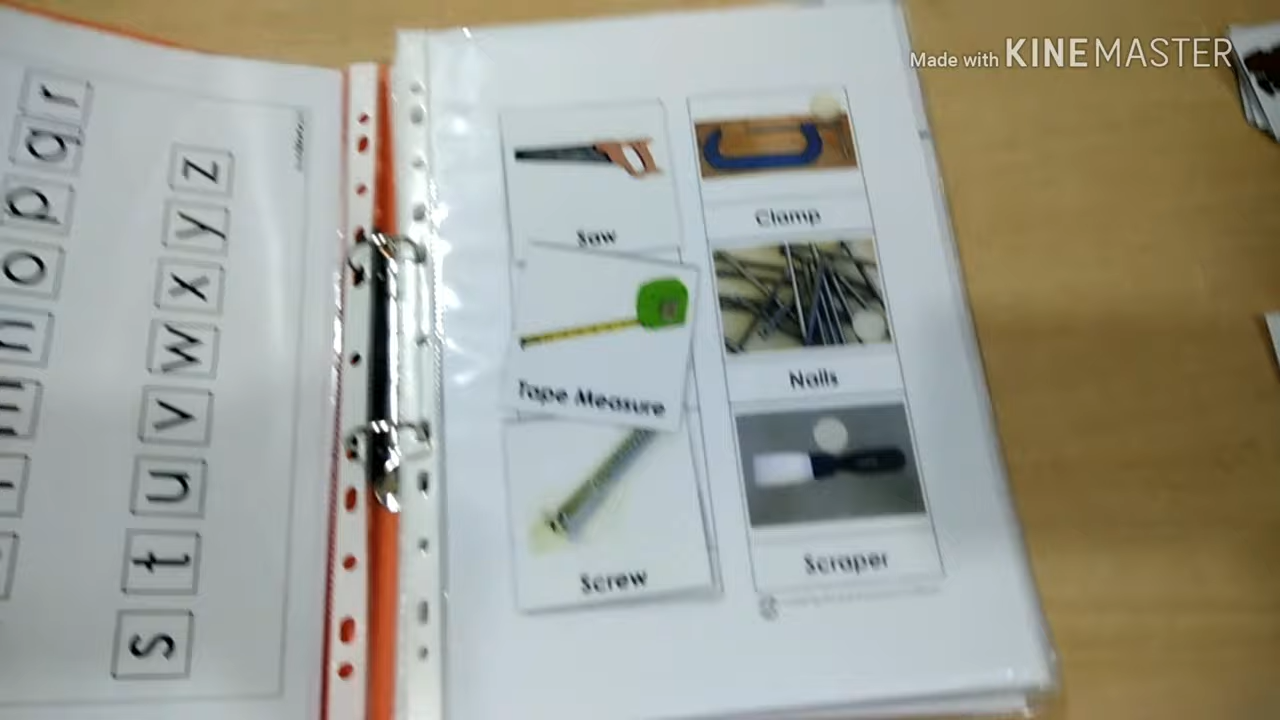 Made with KINEMASTER
q r
o p
z
y
x
w
v
u
t
s
Saw
Clamp
Tape Measure
Nails
Screw
Scraper